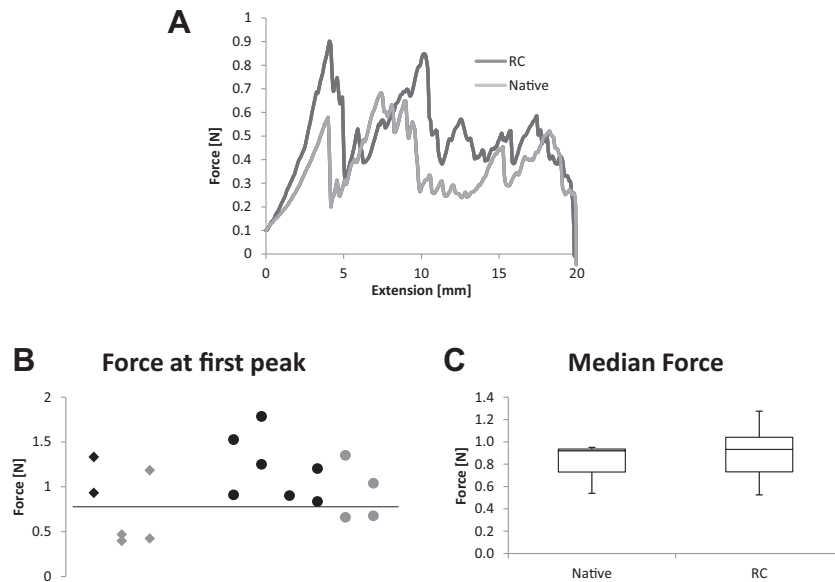 A
1
0.9
0.8
0.7
0.6
0.5
0.4
0.3
0.2
0.1
0
Force [N]
RC
Native
0 5 10 15 20
Extension [mm]
B Force at first peak
2
1.5
1
0.5
0
Force [N]
C Median Force
1.4
1.2
1.0
0.8
0.6
0.4
0.2
0.0
Force [N]
Native RC